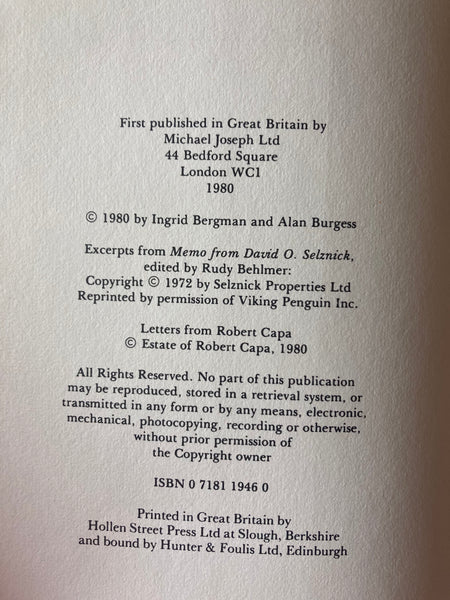 First published in Great Britain by
Michael Joseph Ltd
44 Bedford Square
London WC1
1980
© 1980 by Ingrid Bergman and Alan Burgess
Excerpts from Memo from David O. Selznick,
edited by Rudy Behlmer:
Copyright © 1972 by Selznick Properties Ltd
Reprinted by permission of Viking Penguin Inc.
Letters from Robert Capa
© Estate of Robert Capa, 1980
All Rights Reserved. No part of this publication
may be reproduced, stored in a retrieval system, or
transmitted in any form or by any means, electronic,
mechanical, photocopying, recording or otherwise,
without prior permission of
the Copyright owner
ISBN 0 7181 1946 0
Printed in Great Britain by
Hollen Street Press Ltd at Slough, Berkshire
and bound by Hunter & Foulis Ltd, Edinburgh